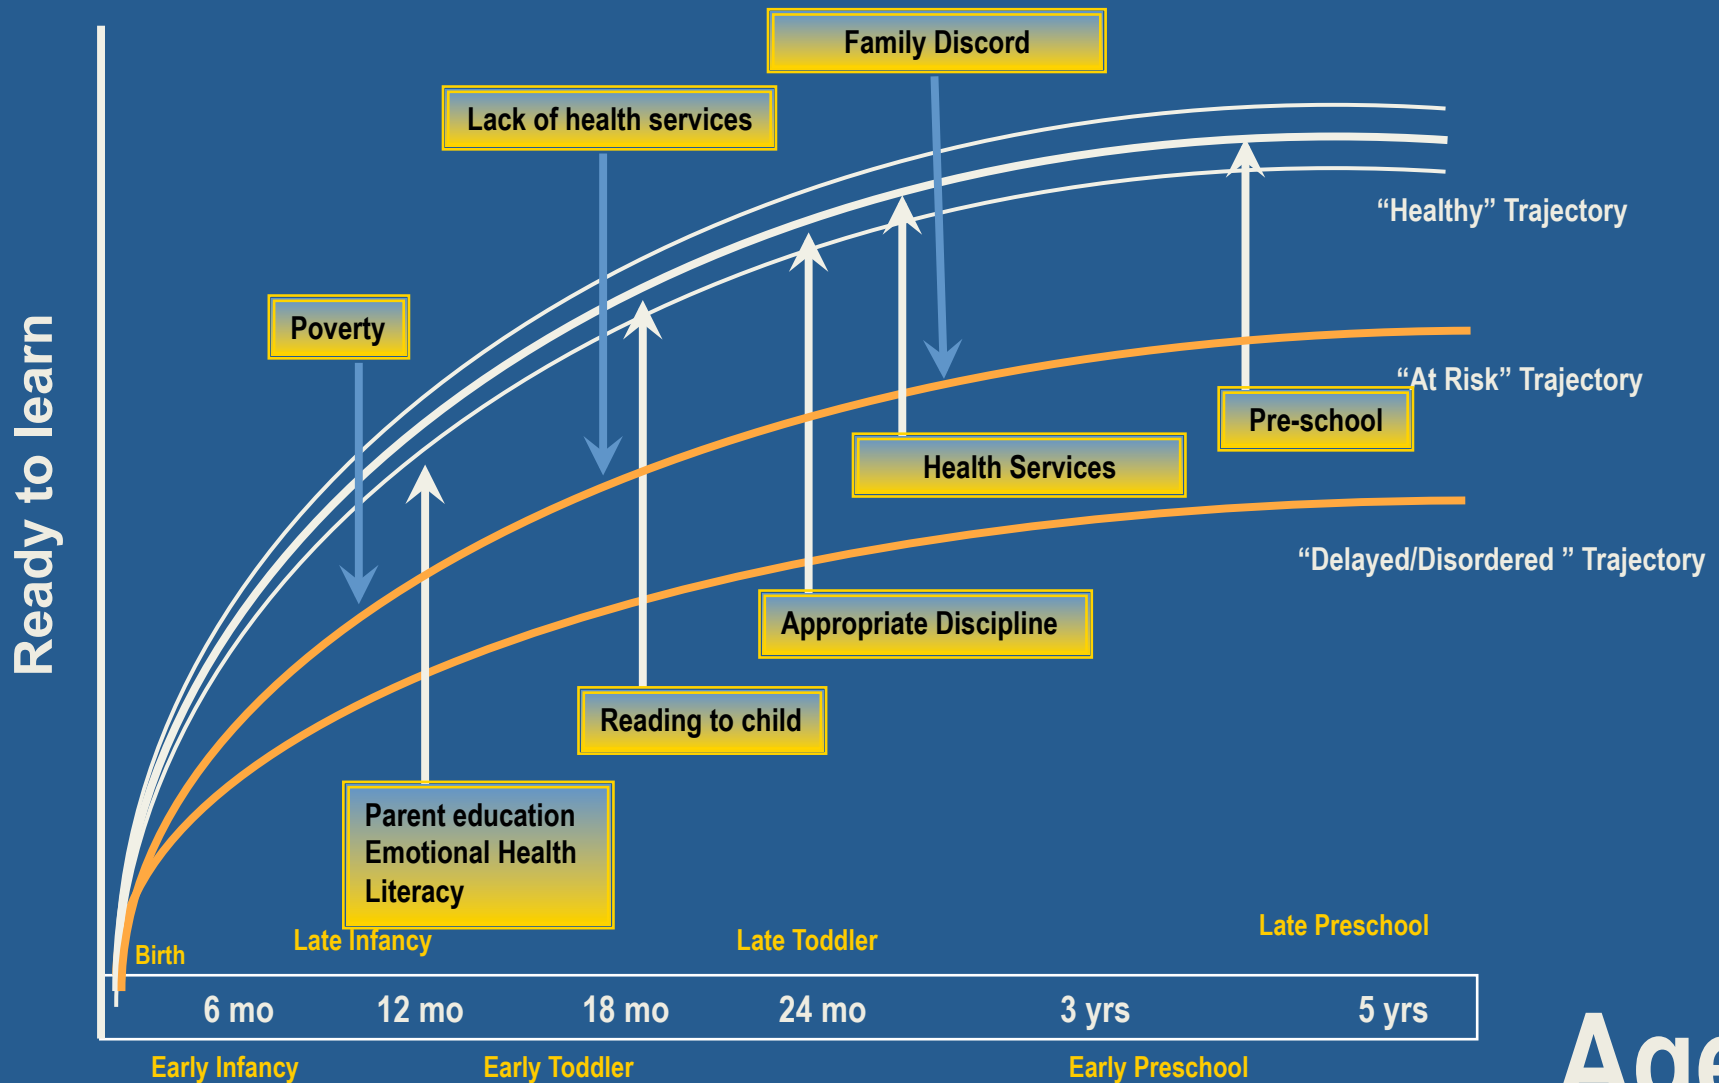 Family Discord
Lack of health services
“Healthy” Trajectory
Poverty
Ready to learn
“At Risk” Trajectory
Pre-school
Health Services
“Delayed/Disordered ” Trajectory
Appropriate Discipline
Reading to child
Parent education
Emotional Health
Literacy
Birth
Late Infancy
Late Toddler
Late Preschool
6 mo
12 mo
18 mo
24 mo
3 yrs
5 yrs
Early Infancy
Early Toddler
Early Preschool
Age